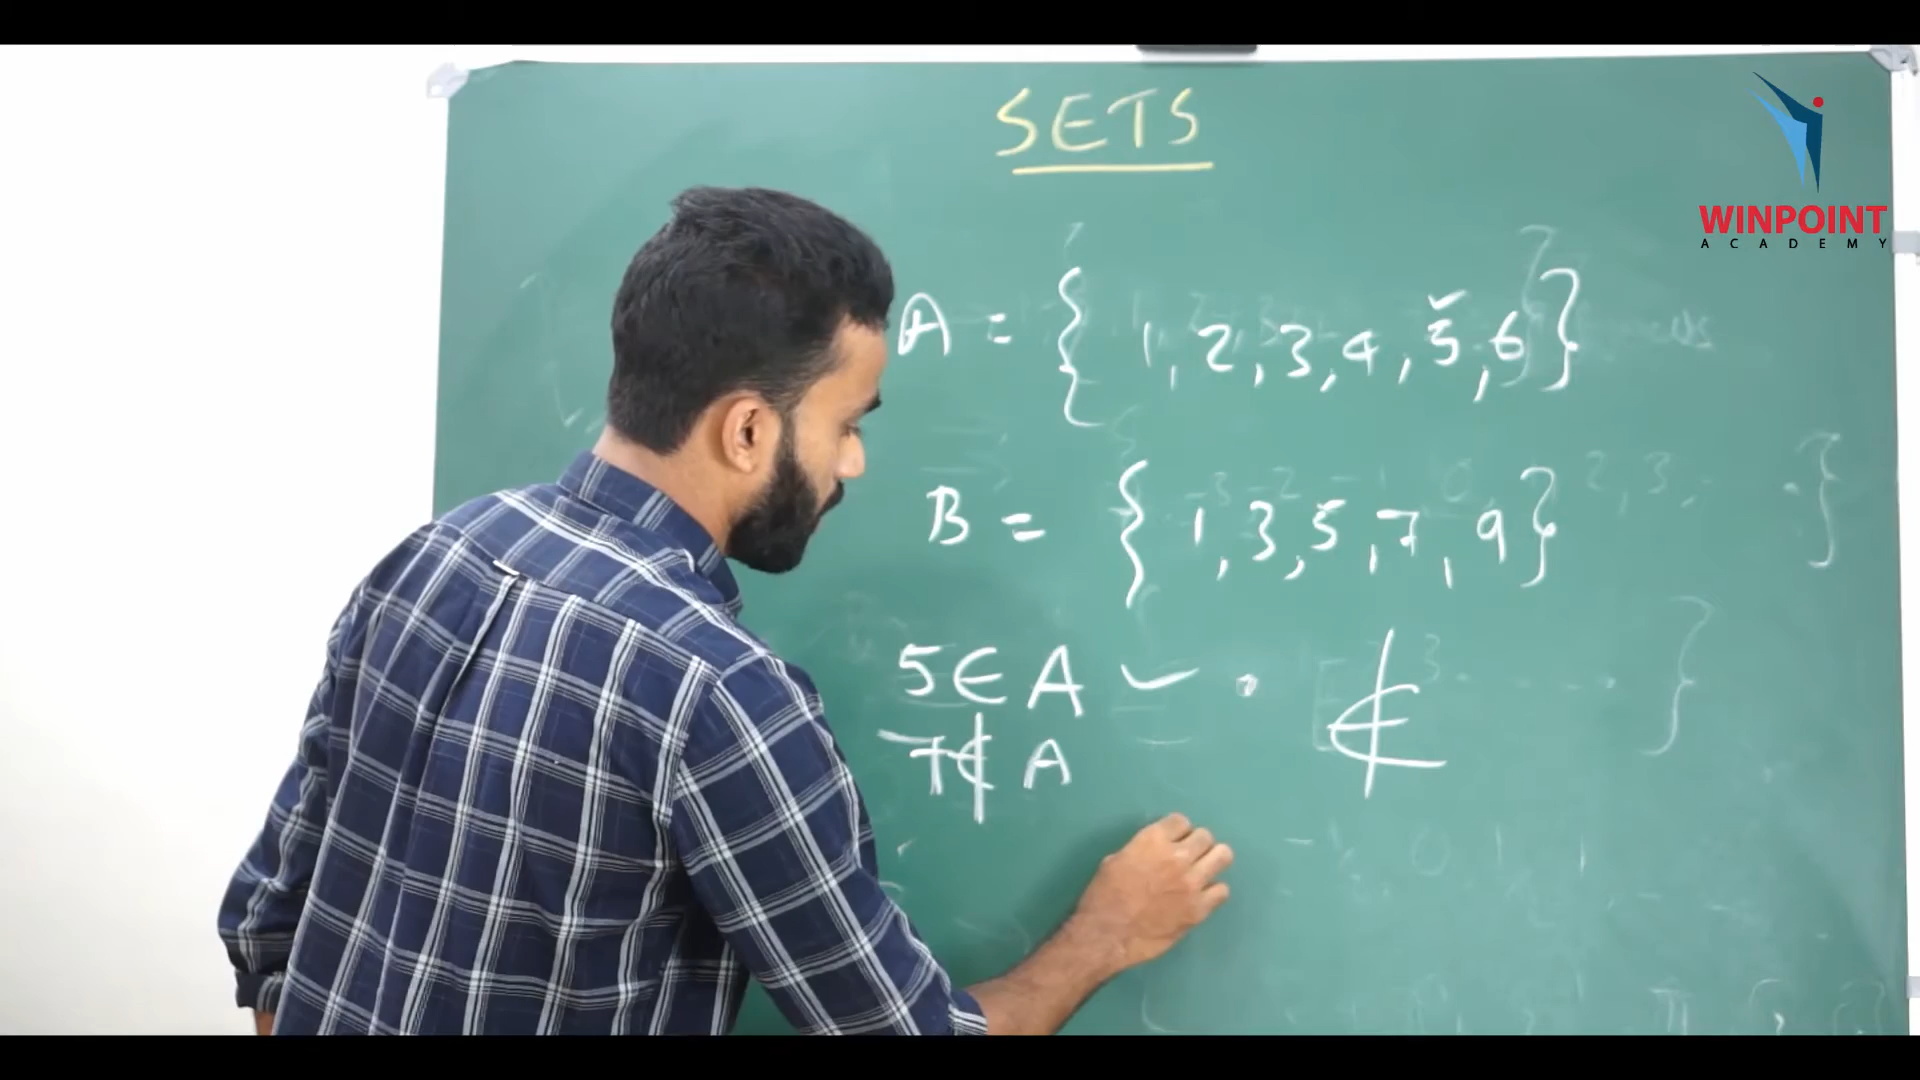 SETS
WINPOINT
ACADEMY
A = { 1, 2, 3, 4, 5, 6 }
B = { 1, 3, 5, 7, 9 }
5 ∈ A ✓ . ∉
7 ∉ A